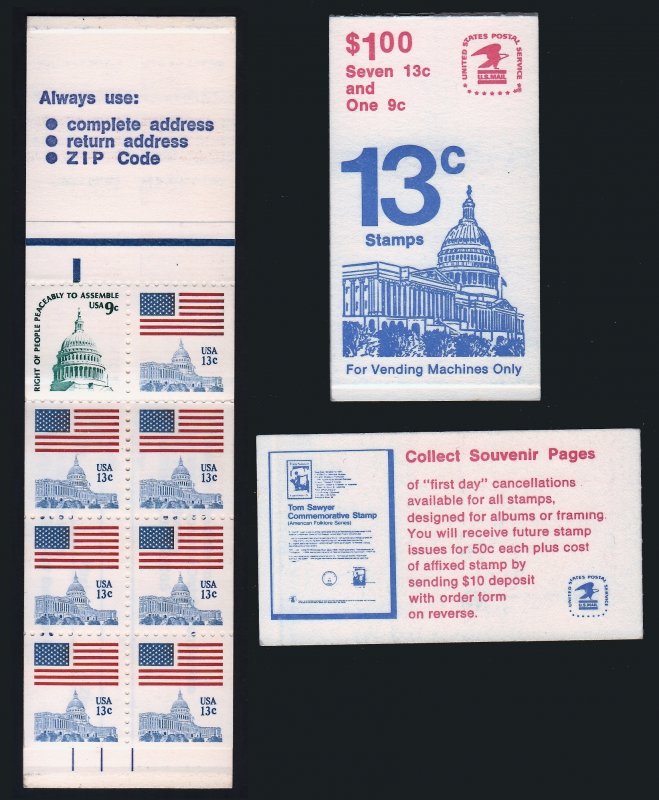 Always use:
● complete address
● return address
● ZIP Code
RIGHT OF PEOPLE PEACEABLY TO ASSEMBLE
USA 9c
USA
13c
USA
13c
USA
13c
USA
13c
USA
13c
USA
13c
USA
13c
$1.00
Seven 13c
and
One 9c
UNITED STATES POSTAL SERVICE
U.S.MAIL
13c
Stamps
For Vending Machines Only
Tom Sawyer
Commemorative Stamp
(American Folklore Series)
Collect Souvenir Pages
of "first day" cancellations
available for all stamps,
designed for albums or framing.
You will receive future stamp
issues for 50c each plus cost
of affixed stamp by
sending $10 deposit
with order form
on reverse.
UNITED STATES POSTAL SERVICE
U.S.MAIL